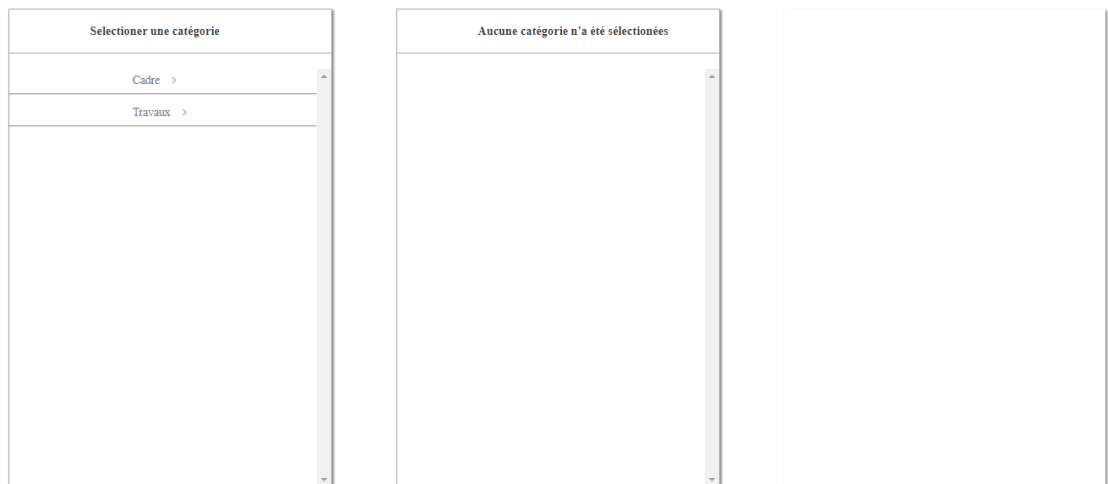 Selectioner une catégorie
Cadre >
Travaux >
Aucune catégorie n'a été sélectionées